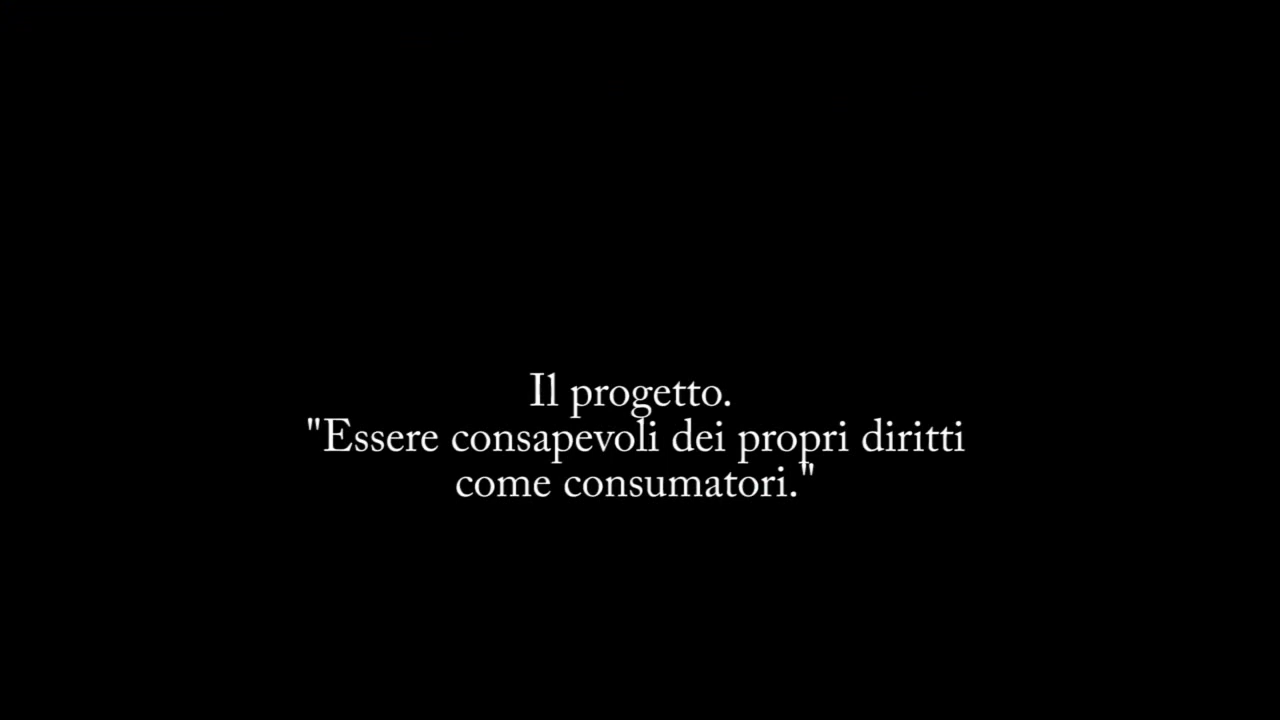 Il progetto.
"Essere consapevoli dei propri diritti
come consumatori."